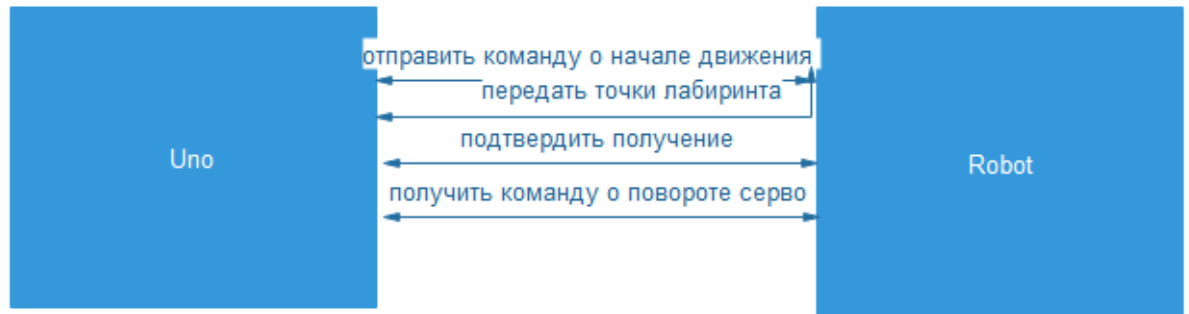 отправить команду о начале движения
передать точки лабиринта
подтвердить получение
Uno
Robot
получить команду о повороте серво